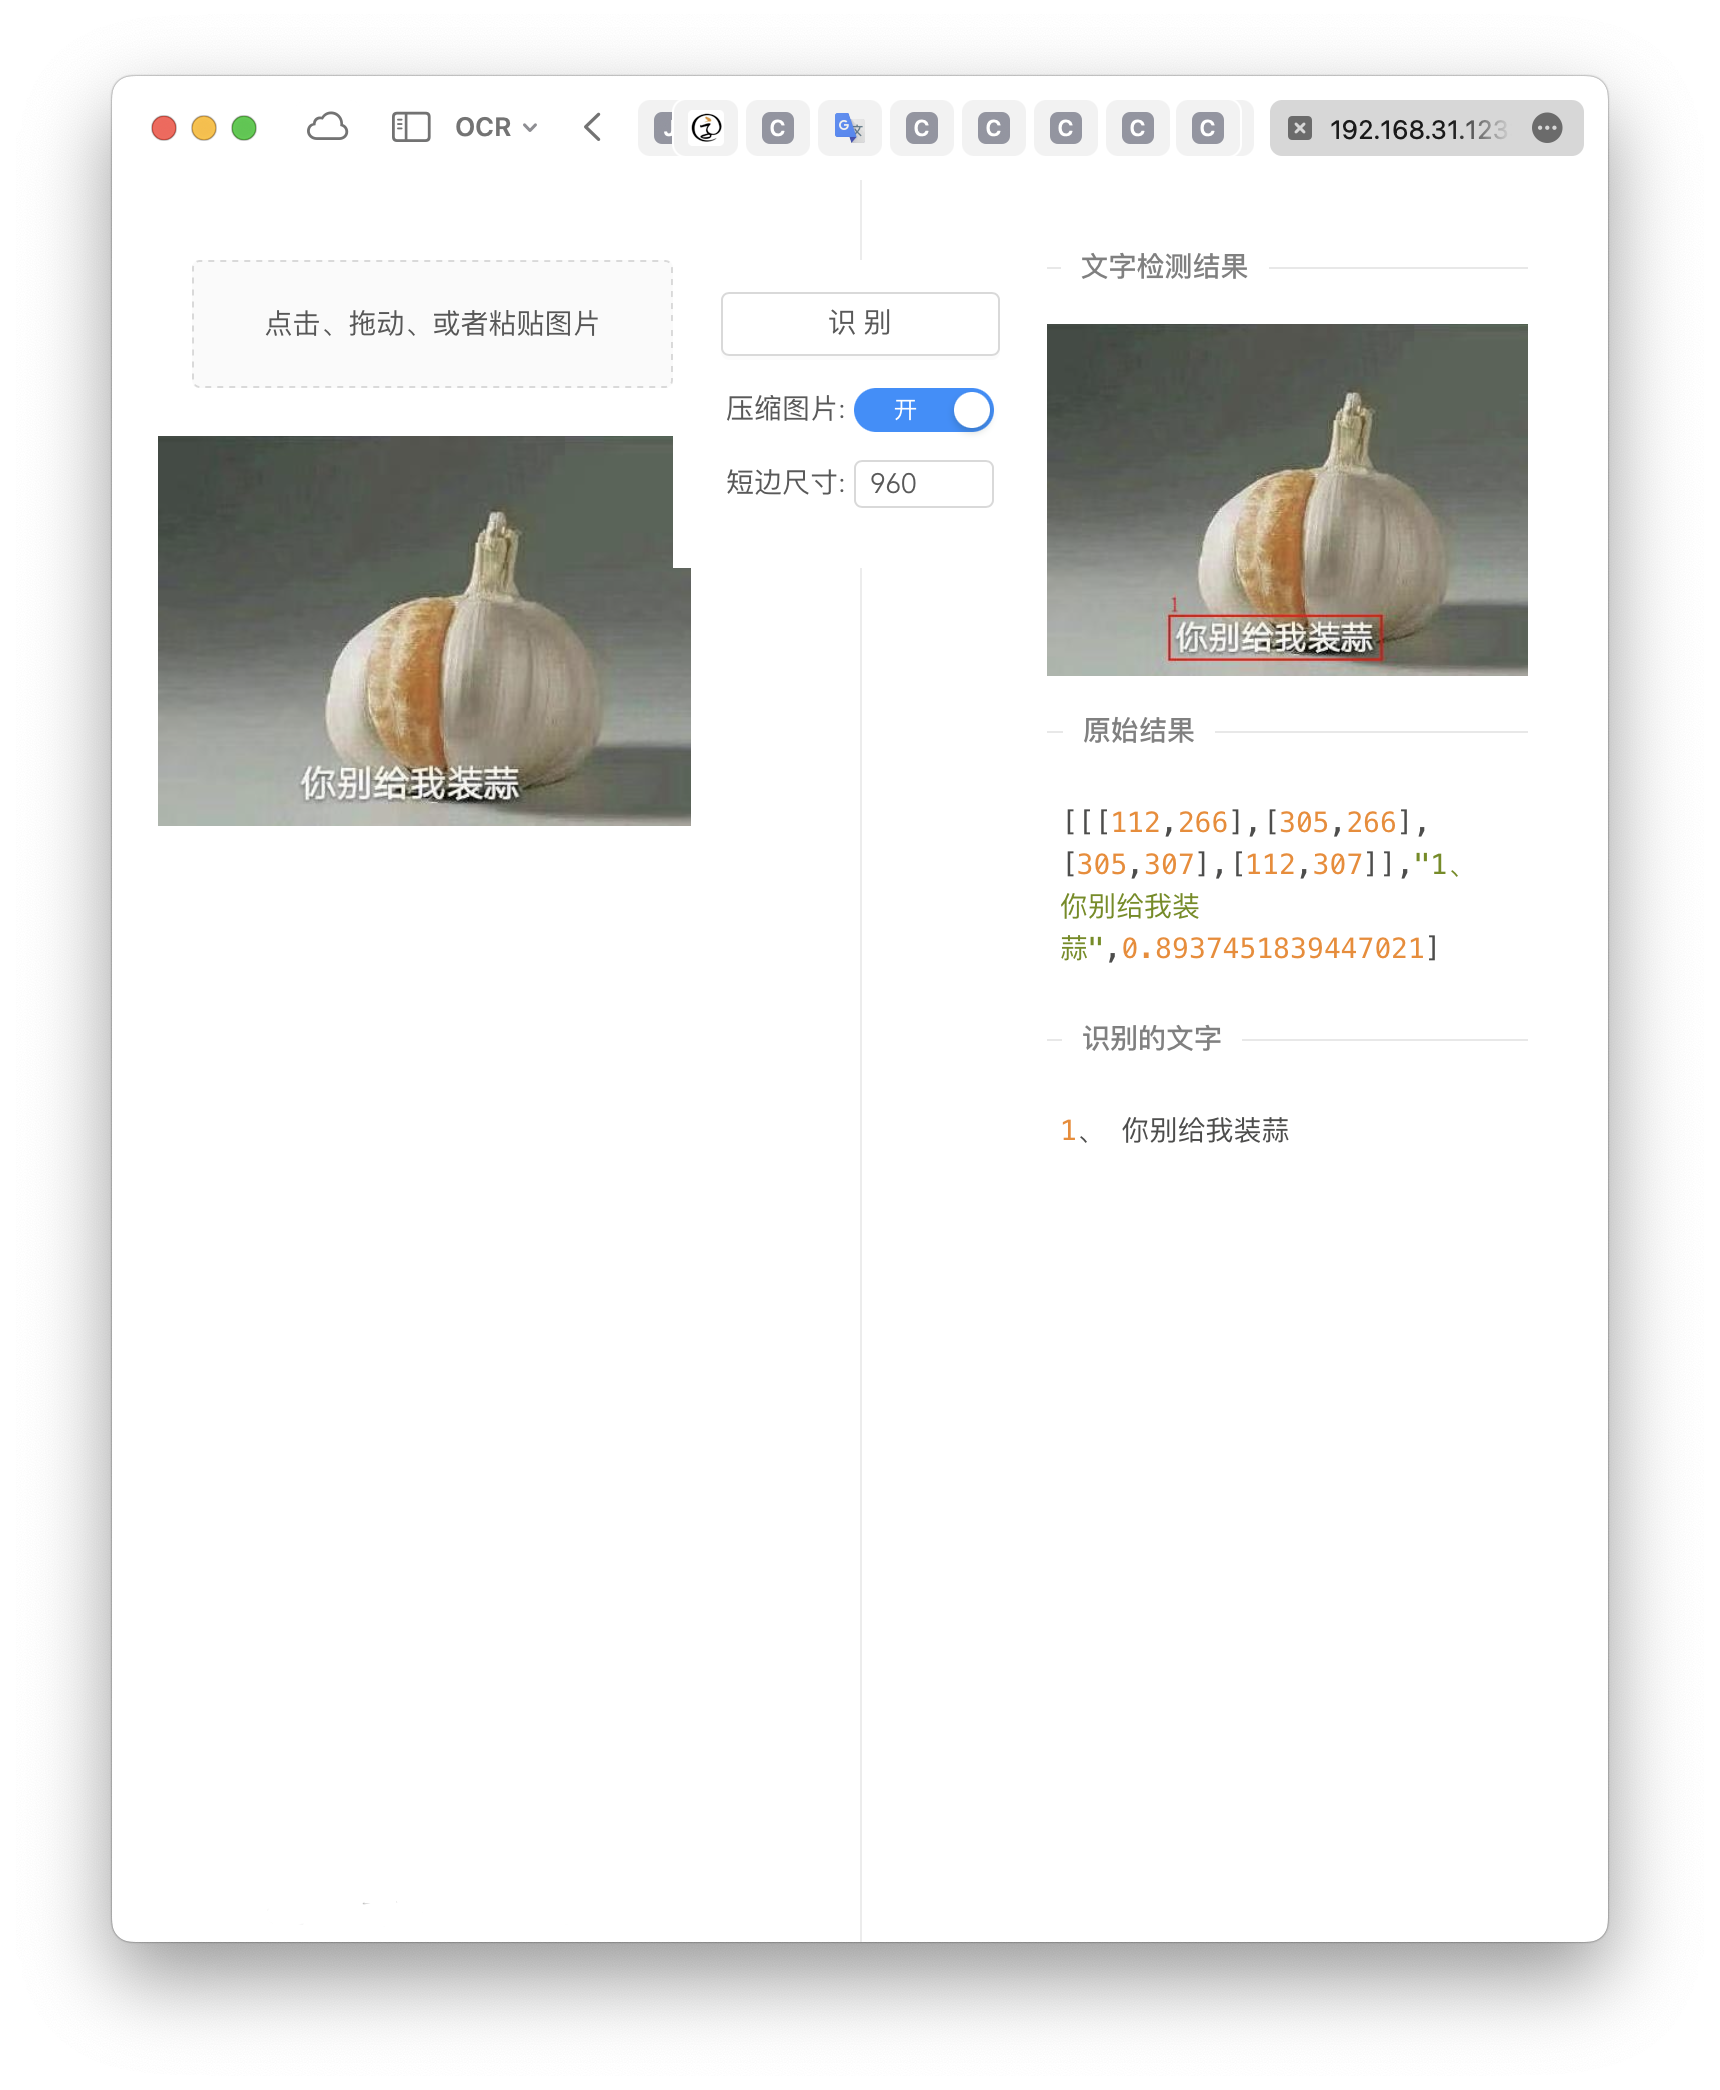 OCR
J
C
C
C
C
C
C
192.168.31.123
点击、拖动、或者粘贴图片
你别给我装蒜
识 别
压缩图片: 开
短边尺寸: 960
文字检测结果
1
你别给我装蒜
原始结果
[[[112,266],[305,266],
[305,307],[112,307]],"1、
你别给我装
蒜",0.8937451839447021]
识别的文字
1、 你别给我装蒜